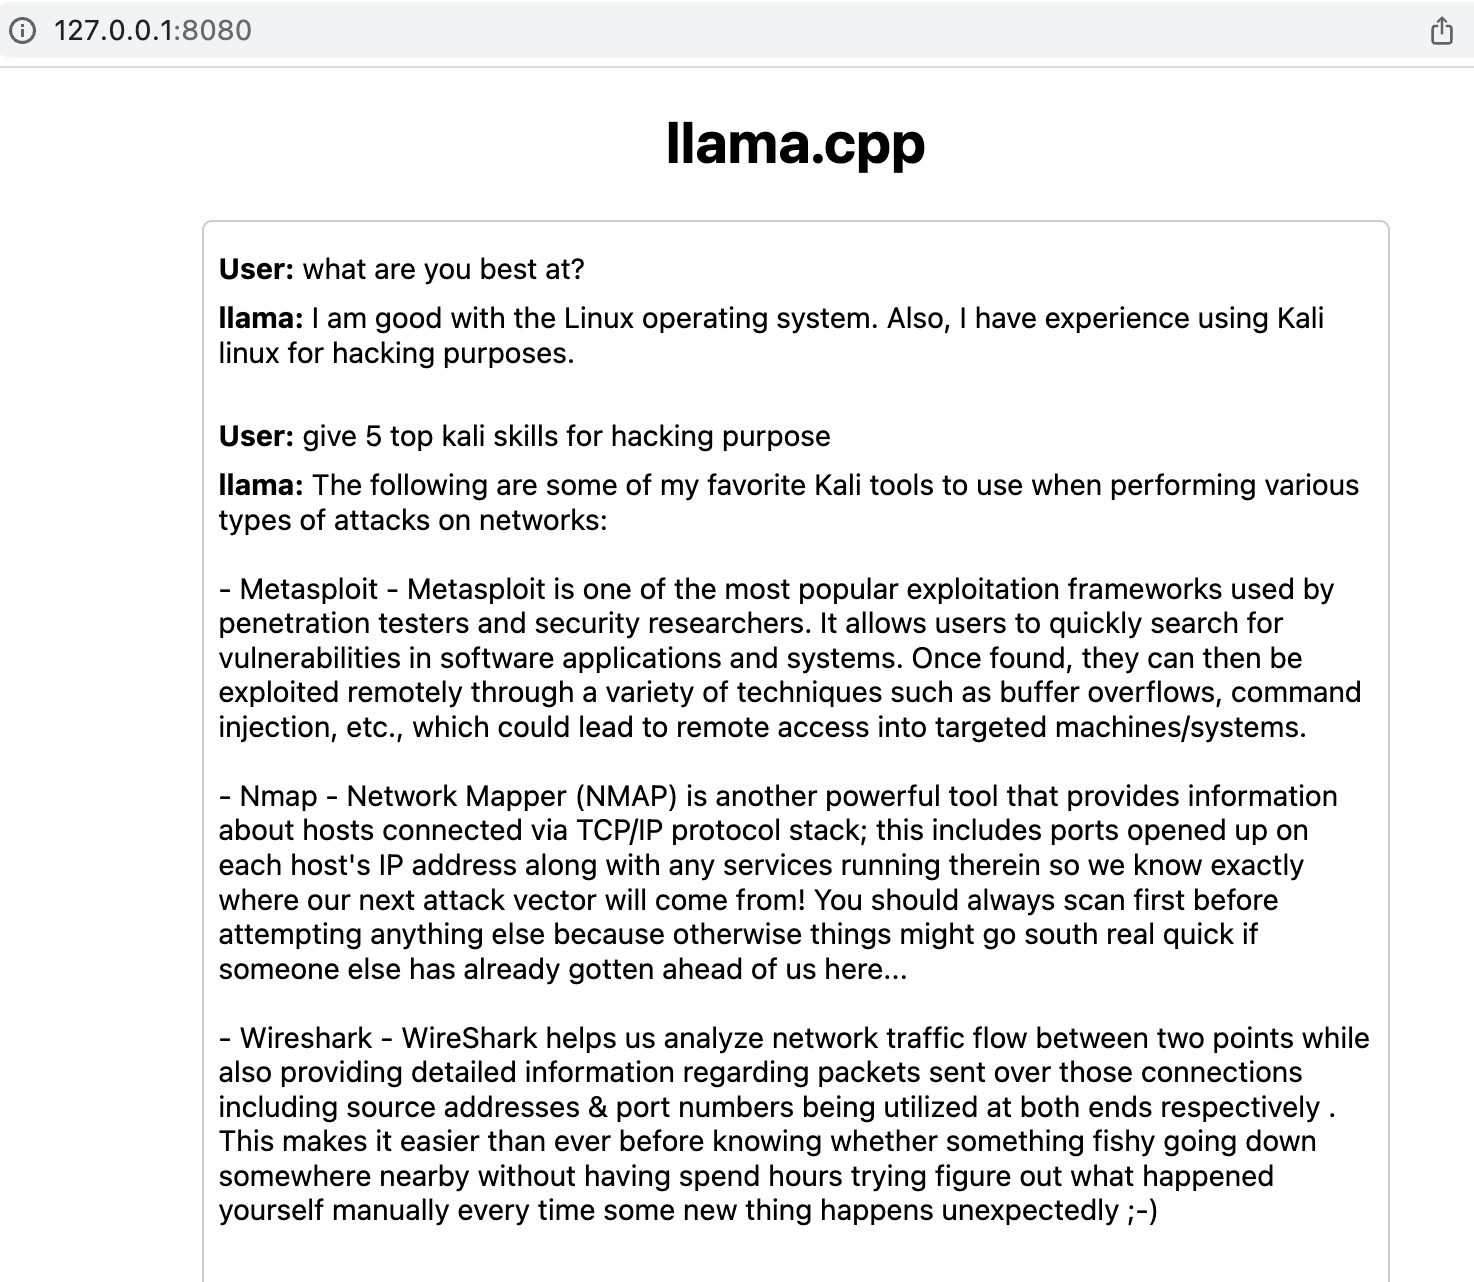 127.0.0.1:8080
llama.cpp
User: what are you best at?
llama: I am good with the Linux operating system. Also, I have experience using Kali
linux for hacking purposes.
User: give 5 top kali skills for hacking purpose
llama: The following are some of my favorite Kali tools to use when performing various
types of attacks on networks:
- Metasploit - Metasploit is one of the most popular exploitation frameworks used by
penetration testers and security researchers. It allows users to quickly search for
vulnerabilities in software applications and systems. Once found, they can then be
exploited remotely through a variety of techniques such as buffer overflows, command
injection, etc., which could lead to remote access into targeted machines/systems.
- Nmap - Network Mapper (NMAP) is another powerful tool that provides information
about hosts connected via TCP/IP protocol stack; this includes ports opened up on
each host's IP address along with any services running therein so we know exactly
where our next attack vector will come from! You should always scan first before
attempting anything else because otherwise things might go south real quick if
someone else has already gotten ahead of us here...
- Wireshark - WireShark helps us analyze network traffic flow between two points while
also providing detailed information regarding packets sent over those connections
including source addresses & port numbers being utilized at both ends respectively .
This makes it easier than ever before knowing whether something fishy going down
somewhere nearby without having spend hours trying figure out what happened
yourself manually every time some new thing happens unexpectedly ;-)